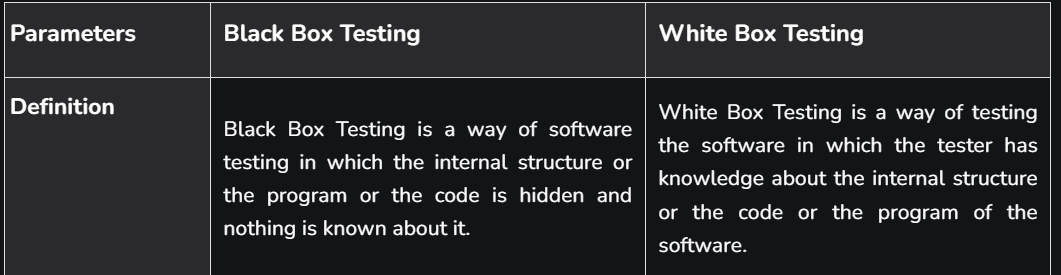 Parameters
Black Box Testing
White Box Testing
Definition
Black Box Testing is a way of software
testing in which the internal structure or
the program or the code is hidden and
nothing is known about it.
White Box Testing is a way of testing
the software in which the tester has
knowledge about the internal structure
or the code or the program of the
software.